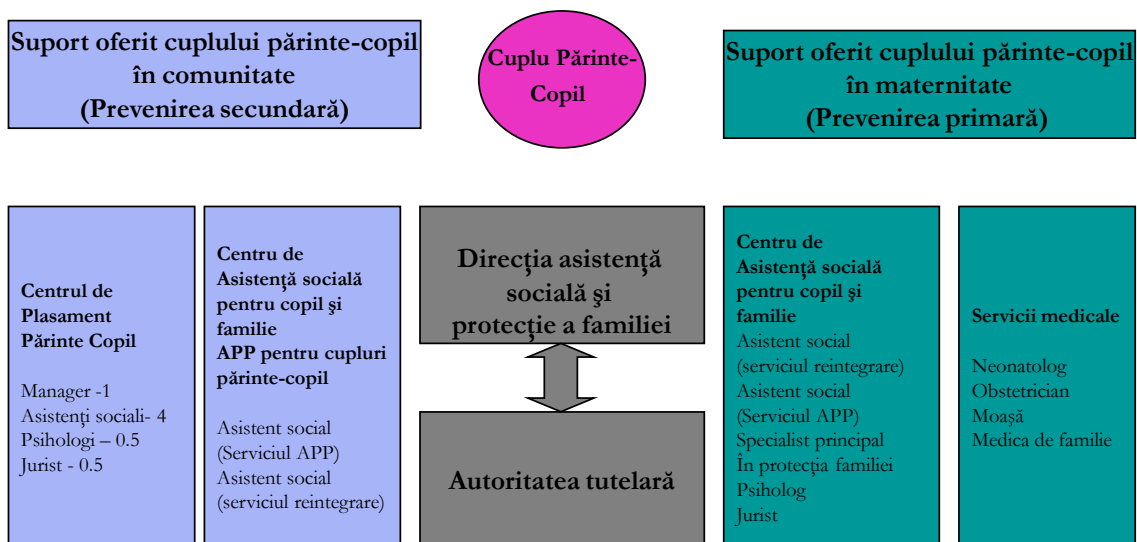 Suport oferit cuplului părinte-copil
în comunitate
(Prevenirea secundară)
Cuplu Părinte-
Copil
Suport oferit cuplului părinte-copil
în maternitate
(Prevenirea primară)
Centrul de
Plasament
Părinte Copil
Manager -1
Asistenţi sociali- 4
Psihologi – 0.5
Jurist - 0.5
Centru de
Asistenţă socială
pentru copil şi
familie
APP pentru cupluri
părinte-copil
Asistent social
(Serviciul APP)
Asistent social
(serviciul reintegrare)
Direcţia asistenţă
socială şi
protecţie a familiei
Autoritatea tutelară
Centru de
Asistenţă socială
pentru copil şi
familie
Asistent social
(serviciul reintegrare)
Asistent social
(Serviciul APP)
Specialist principal
În protecţia familiei
Psiholog
Jurist
Servicii medicale
Neonatolog
Obstetrician
Moaşă
Medica de familie